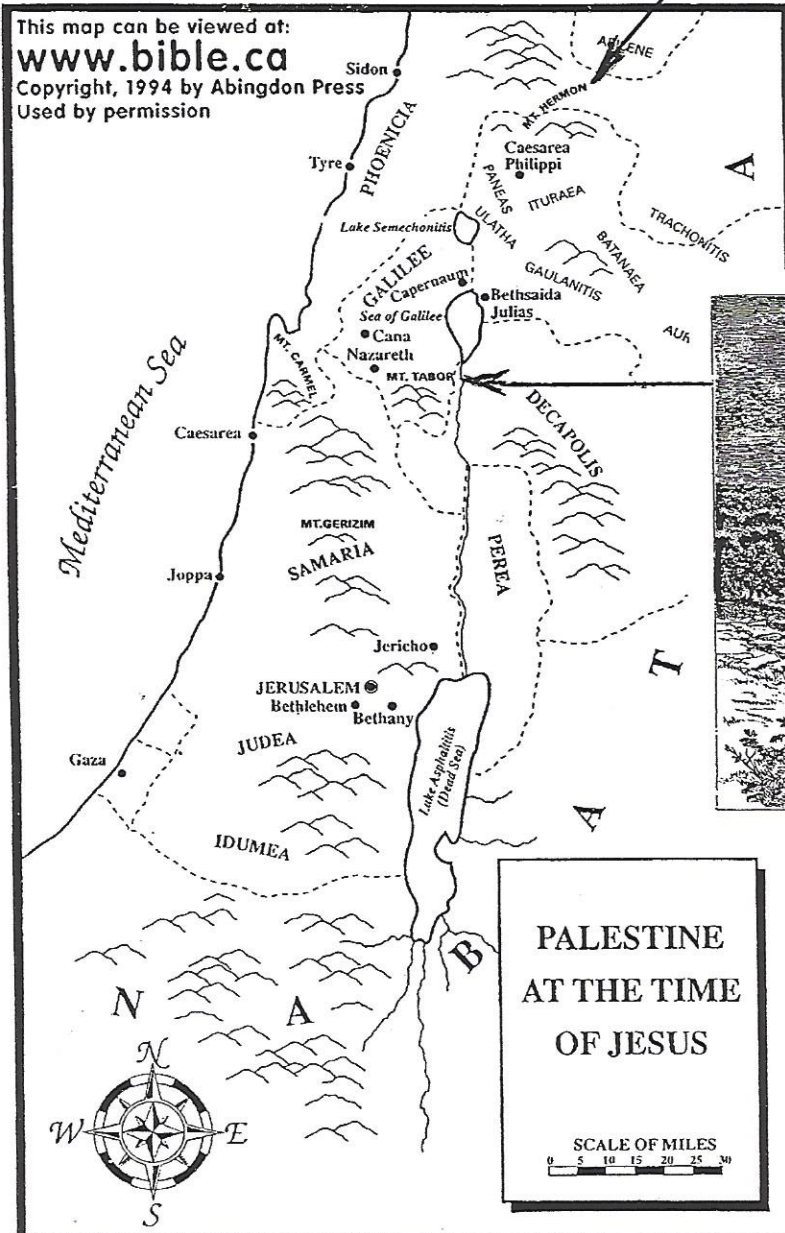 This map can be viewed at:
www.bible.ca
Copyright, 1994 by Abingdon Press
Used by permission
ABILENE
Sidon
MT. HERMON
PHOENICIA
Caesarea
Philippi
Tyre
PANEAS
ITURAEA
A
Lake Semechonitis
ULATHA
TRACHONITIS
BATANAEA
GALILEE
GAULANITIS
Capernaum
Bethsaida
Julias
Sea of Galilee
Cana
AUR
MT. CARMEL
Nazareth
MT. TABOR
Mediterranean Sea
DECAPOLIS
Caesarea
MT.GERIZIM
SAMARIA
PEREA
Joppa
Jericho
T
JERUSALEM
Bethlehem
Bethany
JUDEA
Gaza
Lake Asphaltitis
(Dead Sea)
A
IDUMEA
B
N
A
PALESTINE
AT THE TIME
OF JESUS
N
W
E
S
SCALE OF MILES
0 5 10 15 20 25 30